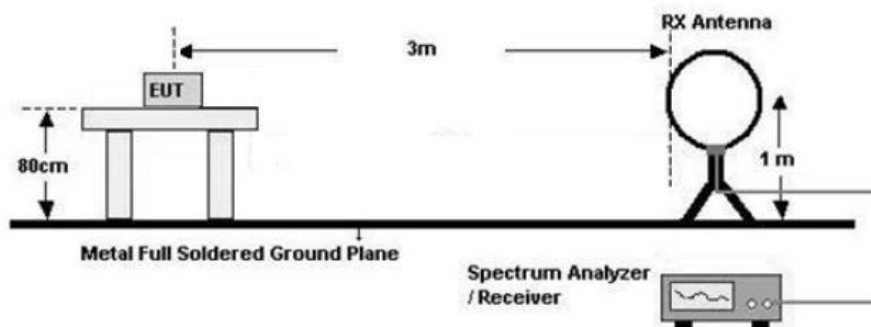 RX Antenna
3m
EUT
80cm
1 m
Metal Full Soldered Ground Plane
Spectrum Analyzer
/ Receiver